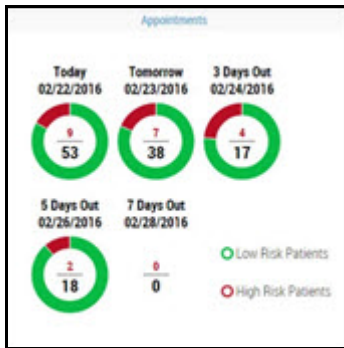 Appointments
Today
02/22/2016
Tomorrow
02/23/2016
3 Days Out
02/24/2016
9
53
7
38
4
17
5 Days Out
02/26/2016
7 Days Out
02/28/2016
2
18
0
0
Low Risk Patients
High Risk Patients